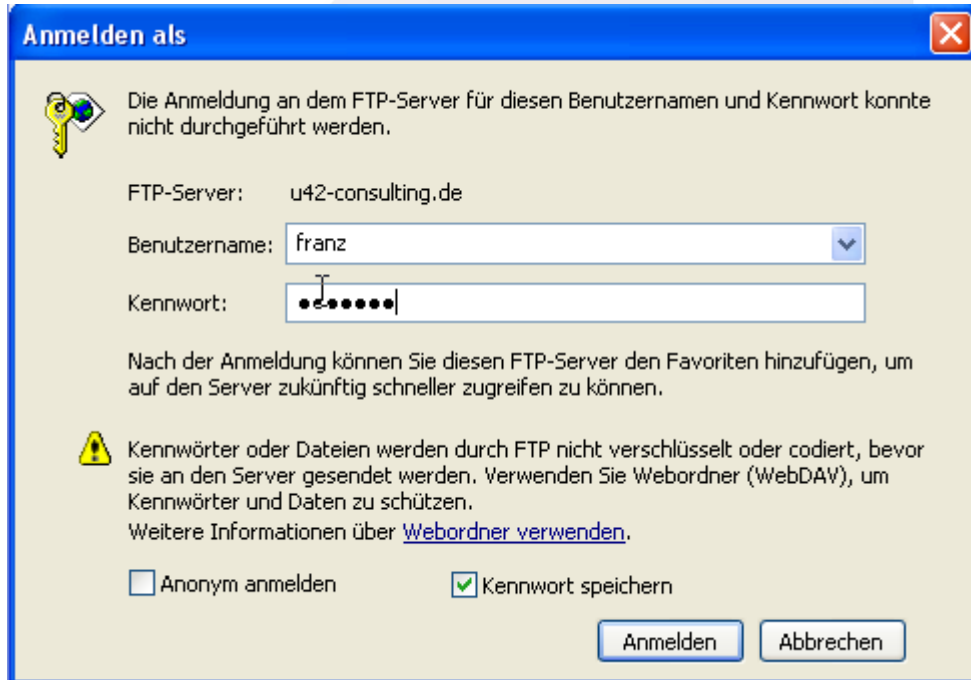 Anmelden als
Die Anmeldung an dem FTP-Server für diesen Benutzernamen und Kennwort konnte
nicht durchgeführt werden.
FTP-Server: u42-consulting.de
Benutzername: franz
Kennwort: ●●●●●●●
Nach der Anmeldung können Sie diesen FTP-Server den Favoriten hinzufügen, um
auf den Server zukünftig schneller zugreifen zu können.
Kennwörter oder Dateien werden durch FTP nicht verschlüsselt oder codiert, bevor
sie an den Server gesendet werden. Verwenden Sie Webordner (WebDAV), um
Kennwörter und Daten zu schützen.
Weitere Informationen über Webordner verwenden.
Anonym anmelden Kennwort speichern
Anmelden Abbrechen